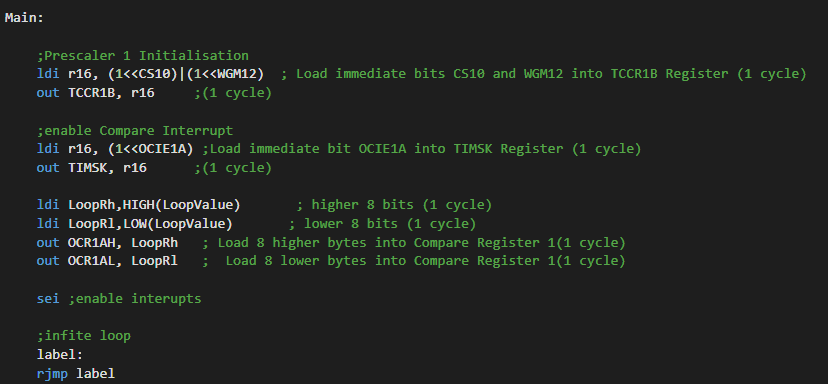 Main:
;Prescaler 1 Initialisation
ldi r16, (1<<CS10)|(1<<WGM12) ; Load immediate bits CS10 and WGM12 into TCCR1B Register (1 cycle)
out TCCR1B, r16 ;(1 cycle)
;enable Compare Interrupt
ldi r16, (1<<OCIE1A) ;Load immediate bit OCIE1A into TIMSK Register (1 cycle)
out TIMSK, r16 ;(1 cycle)
ldi LoopRh,HIGH(LoopValue) ; higher 8 bits (1 cycle)
ldi LoopRl,LOW(LoopValue) ; lower 8 bits (1 cycle)
out OCR1AH, LoopRh ; Load 8 higher bytes into Compare Register 1(1 cycle)
out OCR1AL, LoopRl ; Load 8 lower bytes into Compare Register 1(1 cycle)
sei ;enable interupts
;infite loop
label:
rjmp label